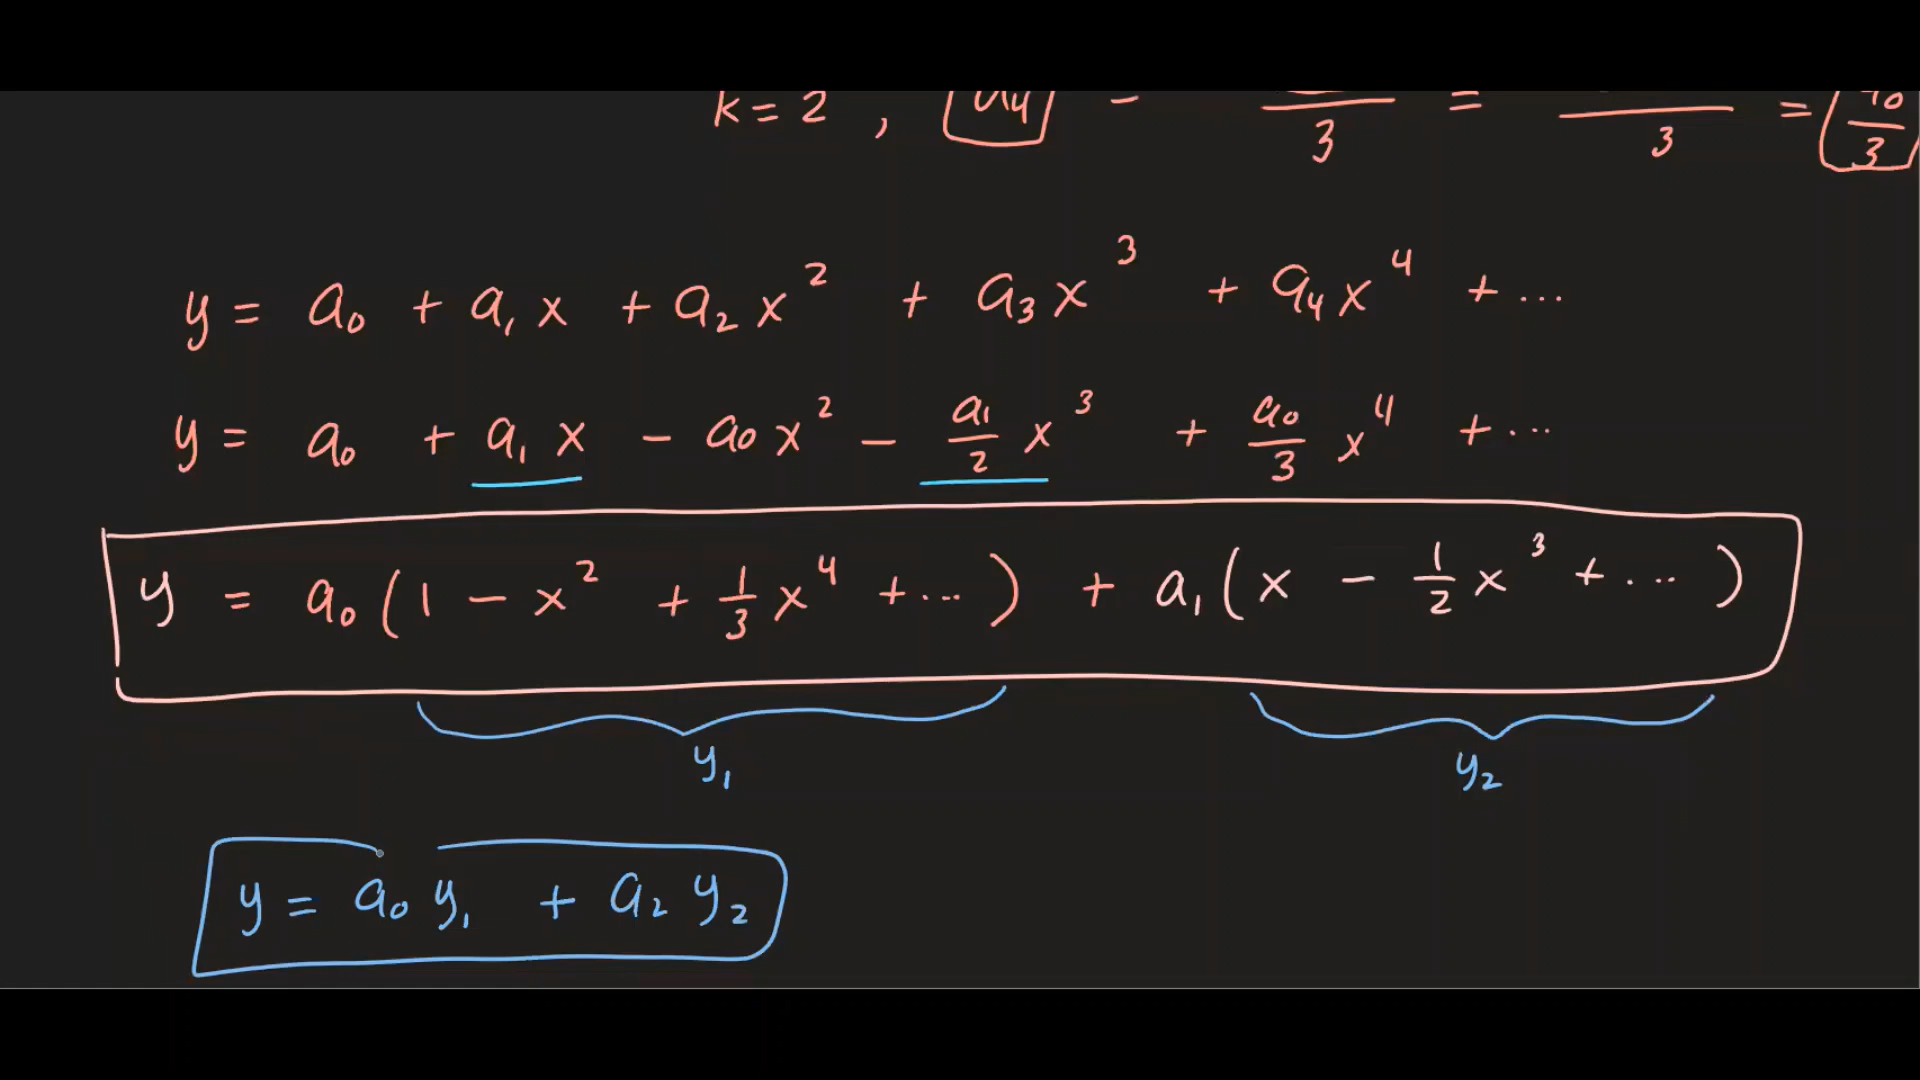 k = 2 , a₄ - /3 = /3 = a₀/3
y = a₀ + a₁ x + a₂ x² + a₃ x³ + a₄ x⁴ + ...
y = a₀ + a₁ x - a₀ x² - a₁/2 x³ + a₀/3 x⁴ + ...
y = a₀ ( 1 - x² + 1/3 x⁴ + ... ) + a₁ ( x - 1/2 x³ + ... )
y₁ y₂
y = a₀ y₁ + a₂ y₂